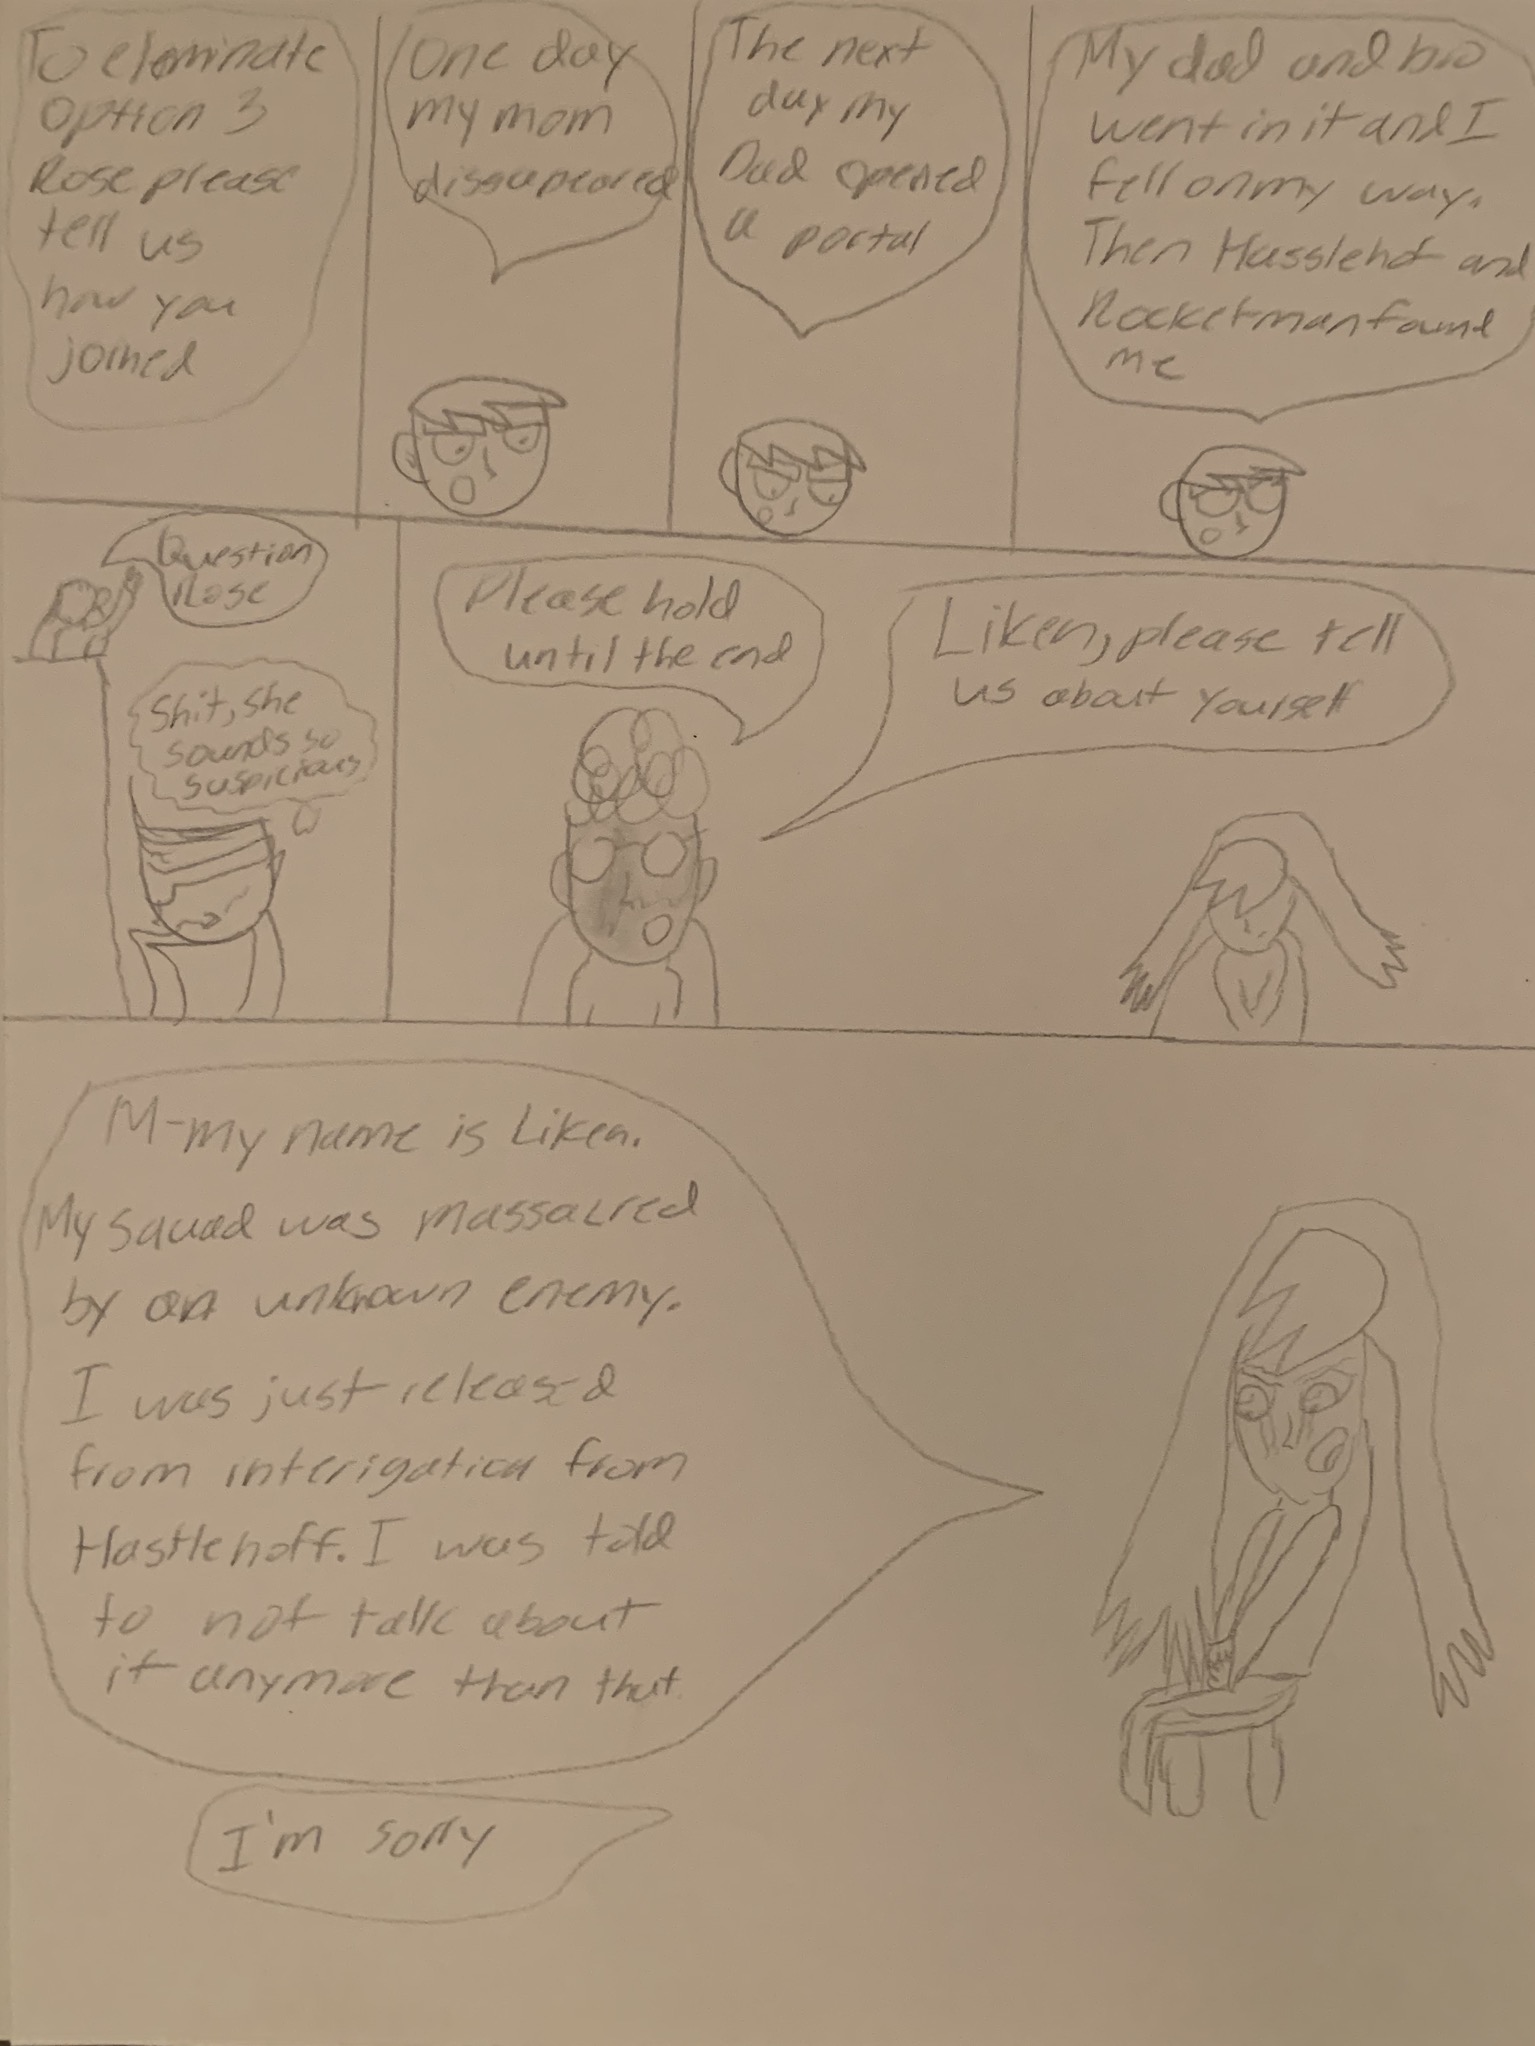 To elominate
option 3
Rose please
tell us
how you
joined
One day
my mom
dissapeared
The next
day my
Dad opened
a portal
My dad and bro
went in it and I
fell on my way.
Then Hasslehof and
Rocketman found
me
Question
Rose
Shit, she
sounds so
suspicious
Please hold
until the end
Liken, please tell
us about yourself
M-my name is Liken.
My squad was massacred
by an unknown enemy.
I was just released
from interigation from
Hastlehoff. I was told
to not talk about
it anymore than that.
I'm sorry